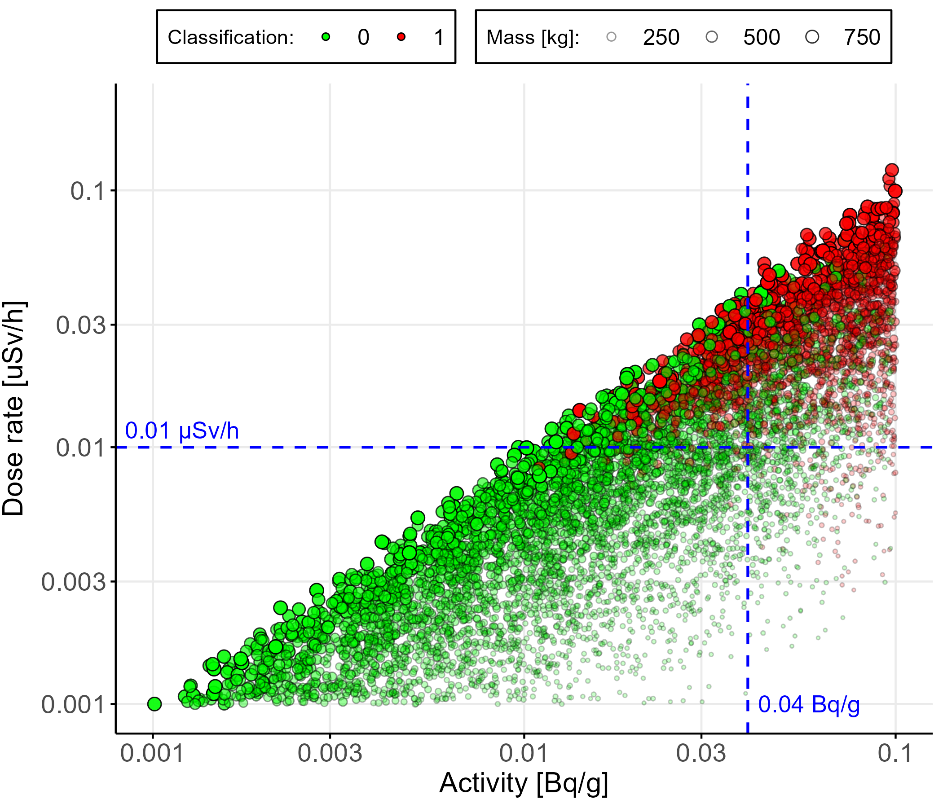 Classification: 0 1
Mass [kg]: 250 500 750
Dose rate [uSv/h]
0.1
0.03
0.01
0.003
0.001
0.01 µSv/h
0.04 Bq/g
0.001 0.003 0.01 0.03 0.1
Activity [Bq/g]